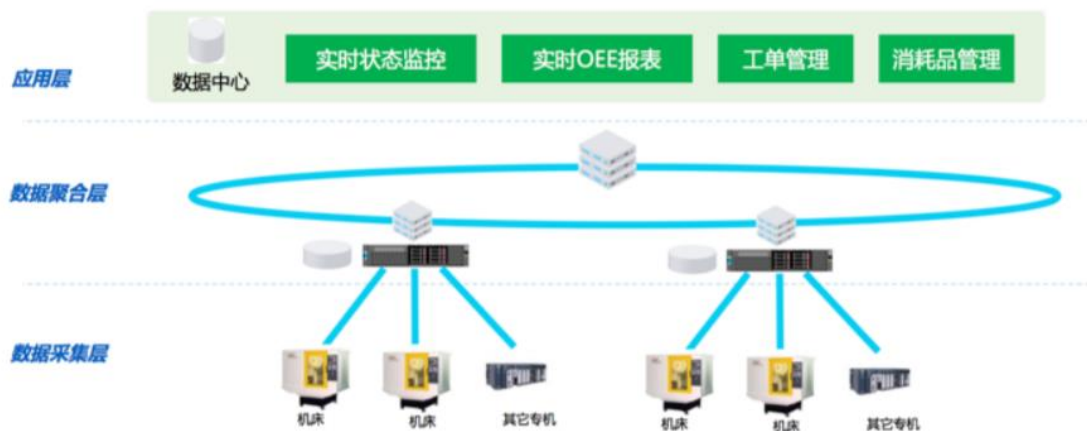 应用层
数据中心
实时状态监控
实时OEE报表
工单管理
消耗品管理
数据聚合层
数据采集层
机床
机床
其它专机
机床
机床
其它专机